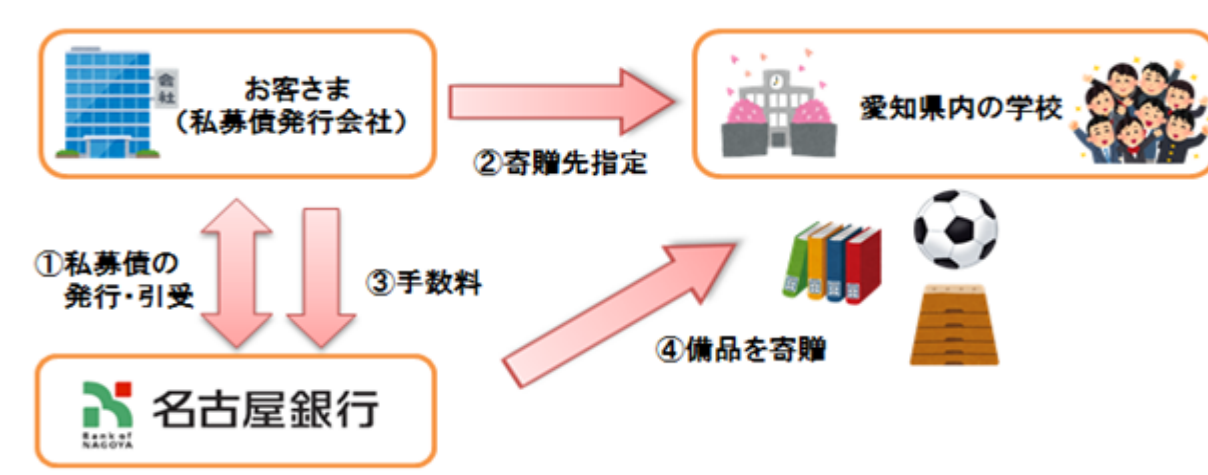 会
社
お客さま
（私募債発行会社）
愛知県内の学校
②寄贈先指定
①私募債の
発行・引受
③手数料
④備品を寄贈
名古屋銀行
Bank of
NAGOYA